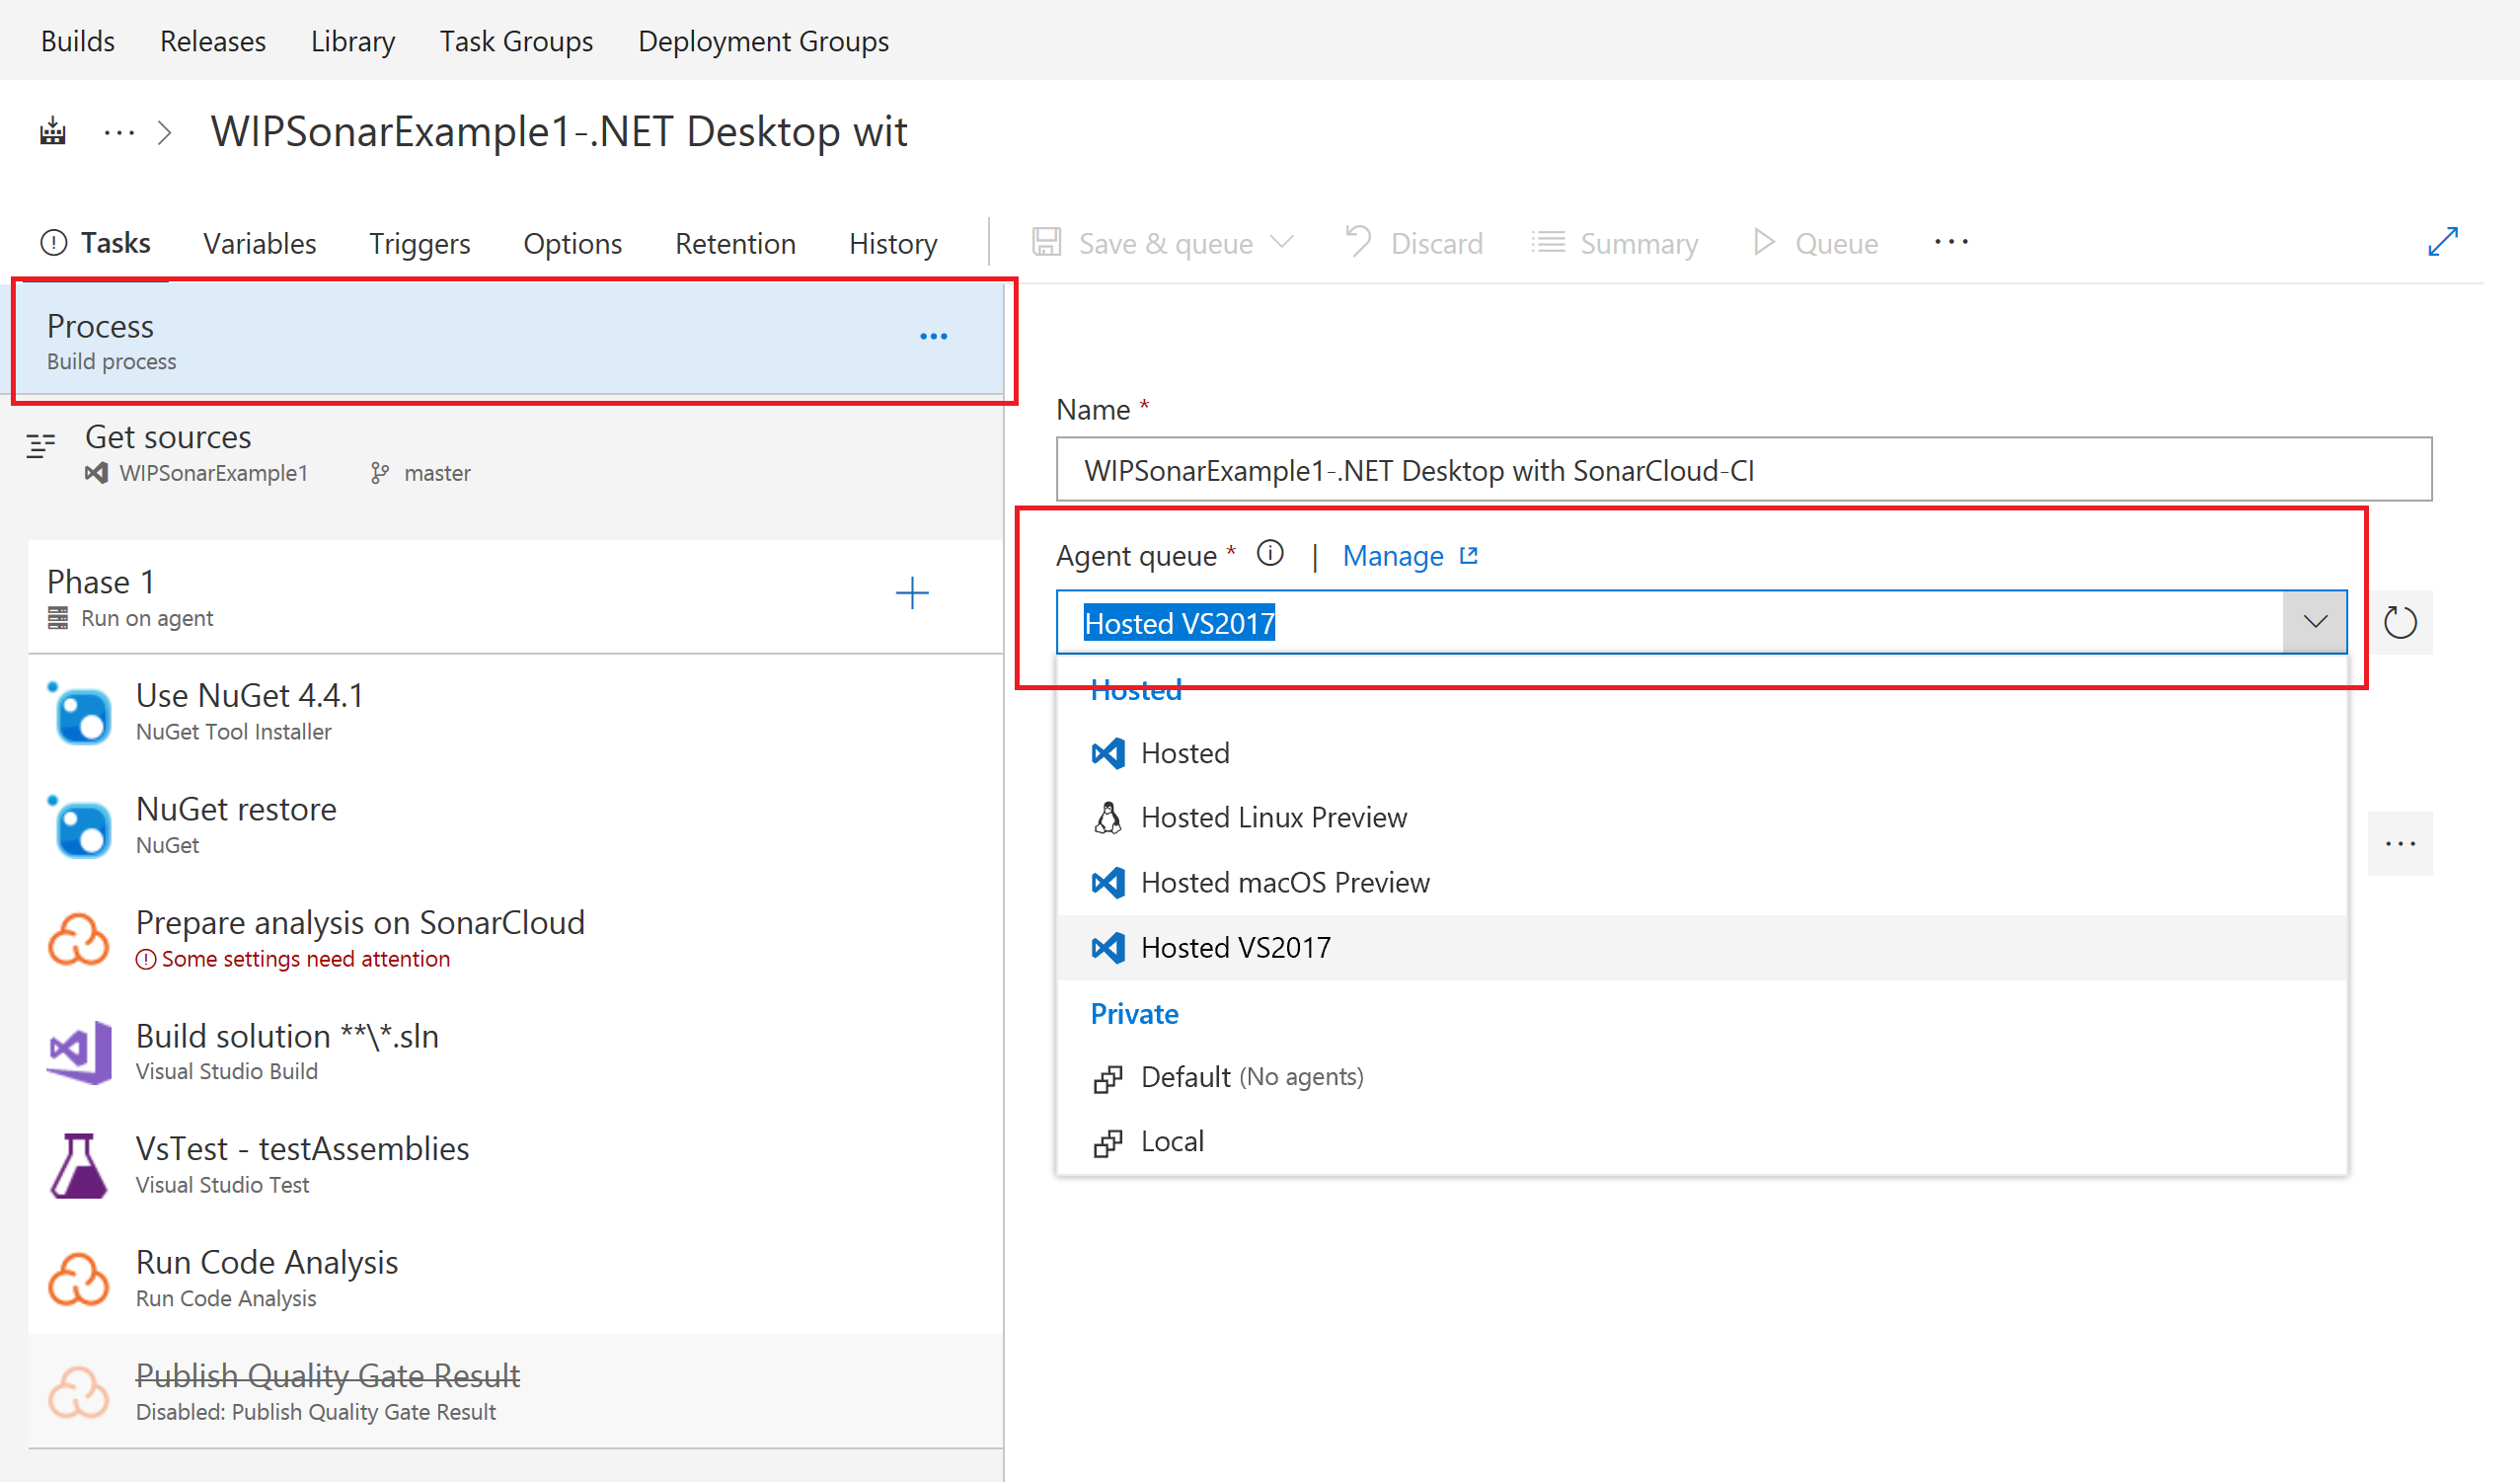 Builds Releases Library Task Groups Deployment Groups
··· > WIPSonarExample1-.NET Desktop wit
Tasks Variables Triggers Options Retention History Save & queue Discard Summary Queue ···
Process
Build process
Get sources
WIPSonarExample1 master
Phase 1
Run on agent
Use NuGet 4.4.1
NuGet Tool Installer
NuGet restore
NuGet
Prepare analysis on SonarCloud
Some settings need attention
Build solution **\*.sln
Visual Studio Build
VsTest - testAssemblies
Visual Studio Test
Run Code Analysis
Run Code Analysis
Publish Quality Gate Result
Disabled: Publish Quality Gate Result
Name *
WIPSonarExample1-.NET Desktop with SonarCloud-CI
Agent queue * | Manage
Hosted VS2017
Hosted
Hosted
Hosted Linux Preview
Hosted macOS Preview
Hosted VS2017
Private
Default (No agents)
Local